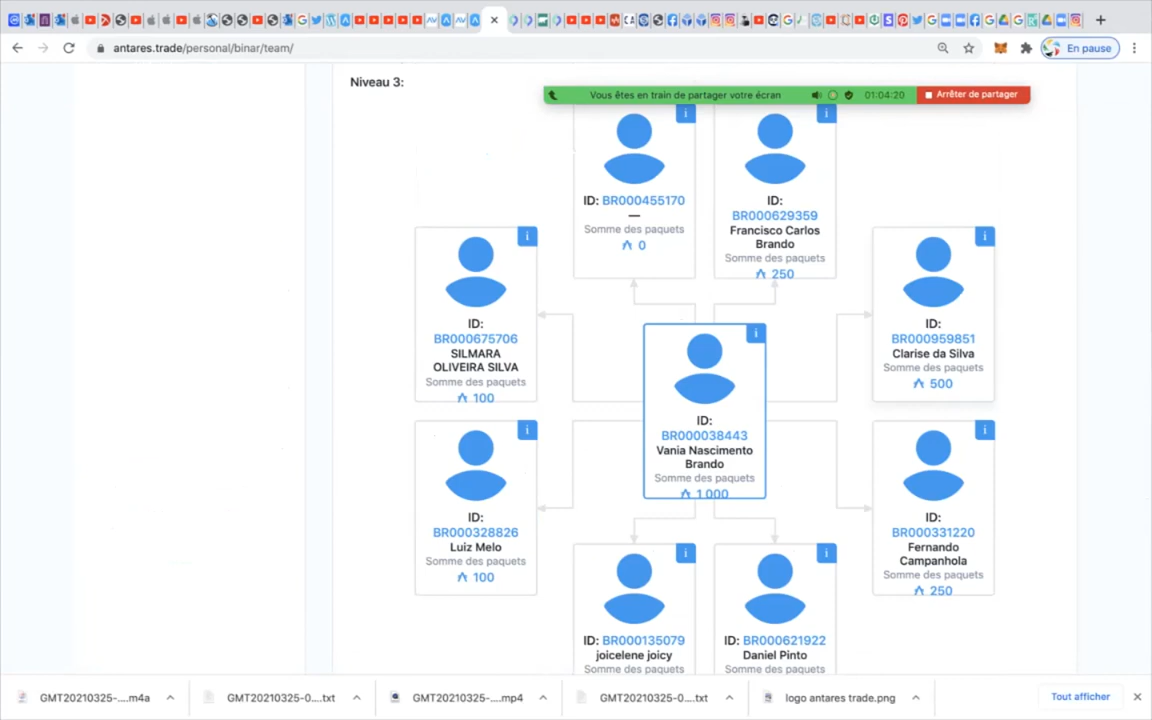 antares.trade/personal/binar/team/
En pause
Niveau 3:
Vous êtes en train de partager votre écran
01:04:20
Arrêter de partager
ID: BR000455170
—
Somme des paquets
0
ID:
BR000629359
Francisco Carlos
Brando
Somme des paquets
250
ID:
BR000675706
SILMARA
OLIVEIRA SILVA
Somme des paquets
100
ID:
BR000038443
Vania Nascimento
Brando
Somme des paquets
1 000
ID:
BR000959851
Clarise da Silva
Somme des paquets
500
ID:
BR000328826
Luiz Melo
Somme des paquets
100
ID:
BR000331220
Fernando
Campanhola
Somme des paquets
250
ID: BR000135079
joicelene joicy
Somme des paquets
ID: BR000621922
Daniel Pinto
Somme des paquets
GMT20210325-....m4a
GMT20210325-0....txt
GMT20210325-....mp4
GMT20210325-0....txt
logo antares trade.png
Tout afficher